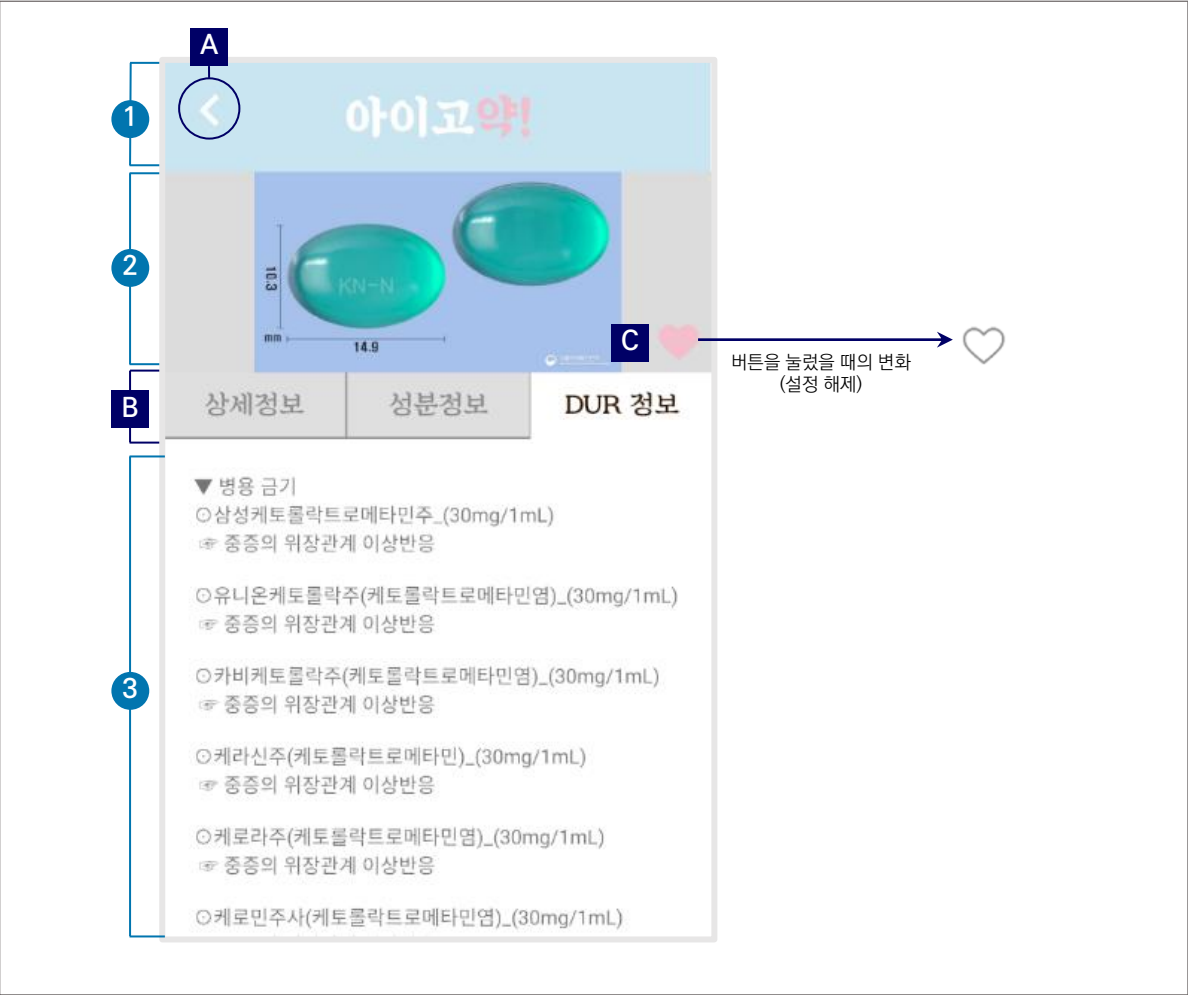 A
1
아이고약!
2
KN-N
10.3
mm
14.9
C
버튼을 눌렀을 때의 변화
(설정 해제)
B
상세정보
성분정보
DUR 정보
3
▼ 병용 금기
⊙삼성케토롤락트로메타민주_(30mg/1mL)
☞ 중증의 위장관계 이상반응
⊙유니온케토롤락주(케토롤락트로메타민염)_(30mg/1mL)
☞ 중증의 위장관계 이상반응
⊙카비케토롤락주(케토롤락트로메타민염)_(30mg/1mL)
☞ 중증의 위장관계 이상반응
⊙케라신주(케토롤락트로메타민)_(30mg/1mL)
☞ 중증의 위장관계 이상반응
⊙케로라주(케토롤락트로메타민염)_(30mg/1mL)
☞ 중증의 위장관계 이상반응
⊙케로민주사(케토롤락트로메타민염)_(30mg/1mL)